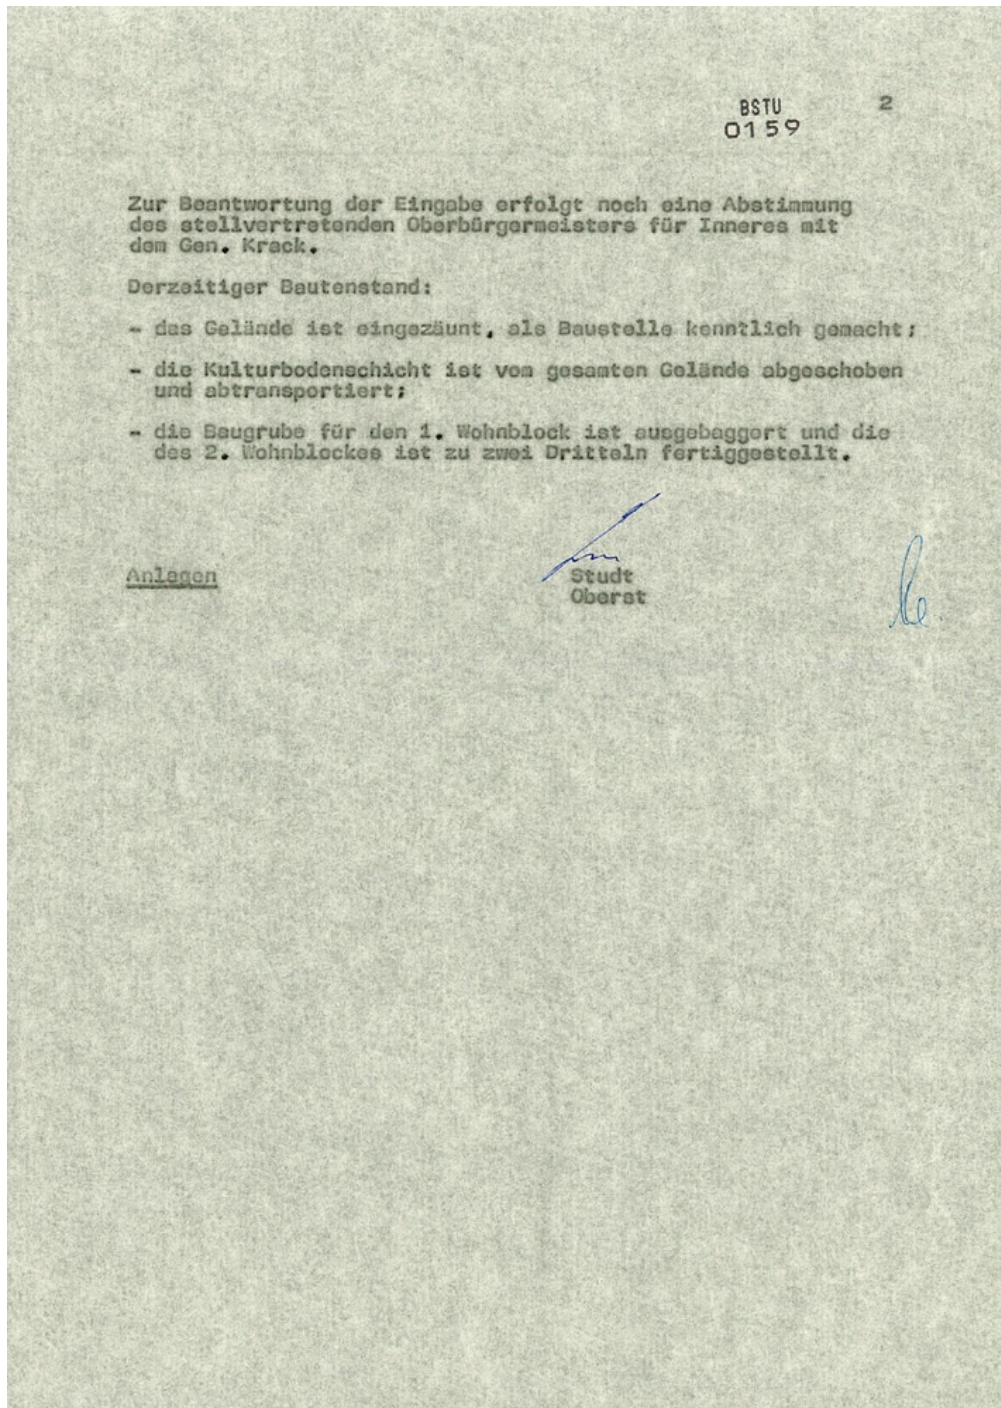 BSTU
0159
2
Zur Beantwortung der Eingabe erfolgt noch eine Abstimmung
des stellvertretenden Oberbürgermeisters für Inneres mit
dem Gen. Krack.
Derzeitiger Bautenstand:
- das Gelände ist eingezäunt, als Baustelle kenntlich gemacht;
- die Kulturbodenschicht ist vom gesamten Gelände abgeschoben
und abtransportiert;
- die Baugrube für den 1. Wohnblock ist ausgebaggert und die
des 2. Wohnblockes ist zu zwei Dritteln fertiggestellt.
Anlagen
Studt
Oberst